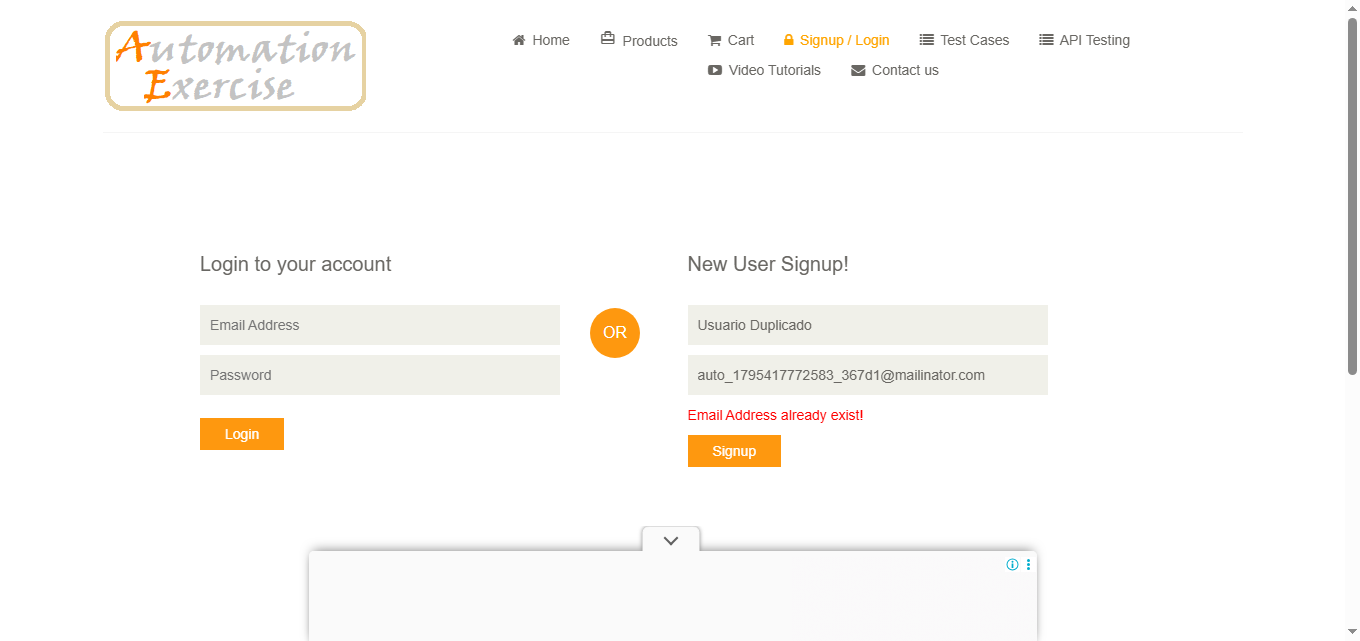 Automation
Exercise
Home
Products
Cart
Signup / Login
Test Cases
API Testing
Video Tutorials
Contact us
Login to your account
Email Address
Password
Login
OR
New User Signup!
Usuario Duplicado
auto_1795417772583_367d1@mailinator.com
Email Address already exist!
Signup